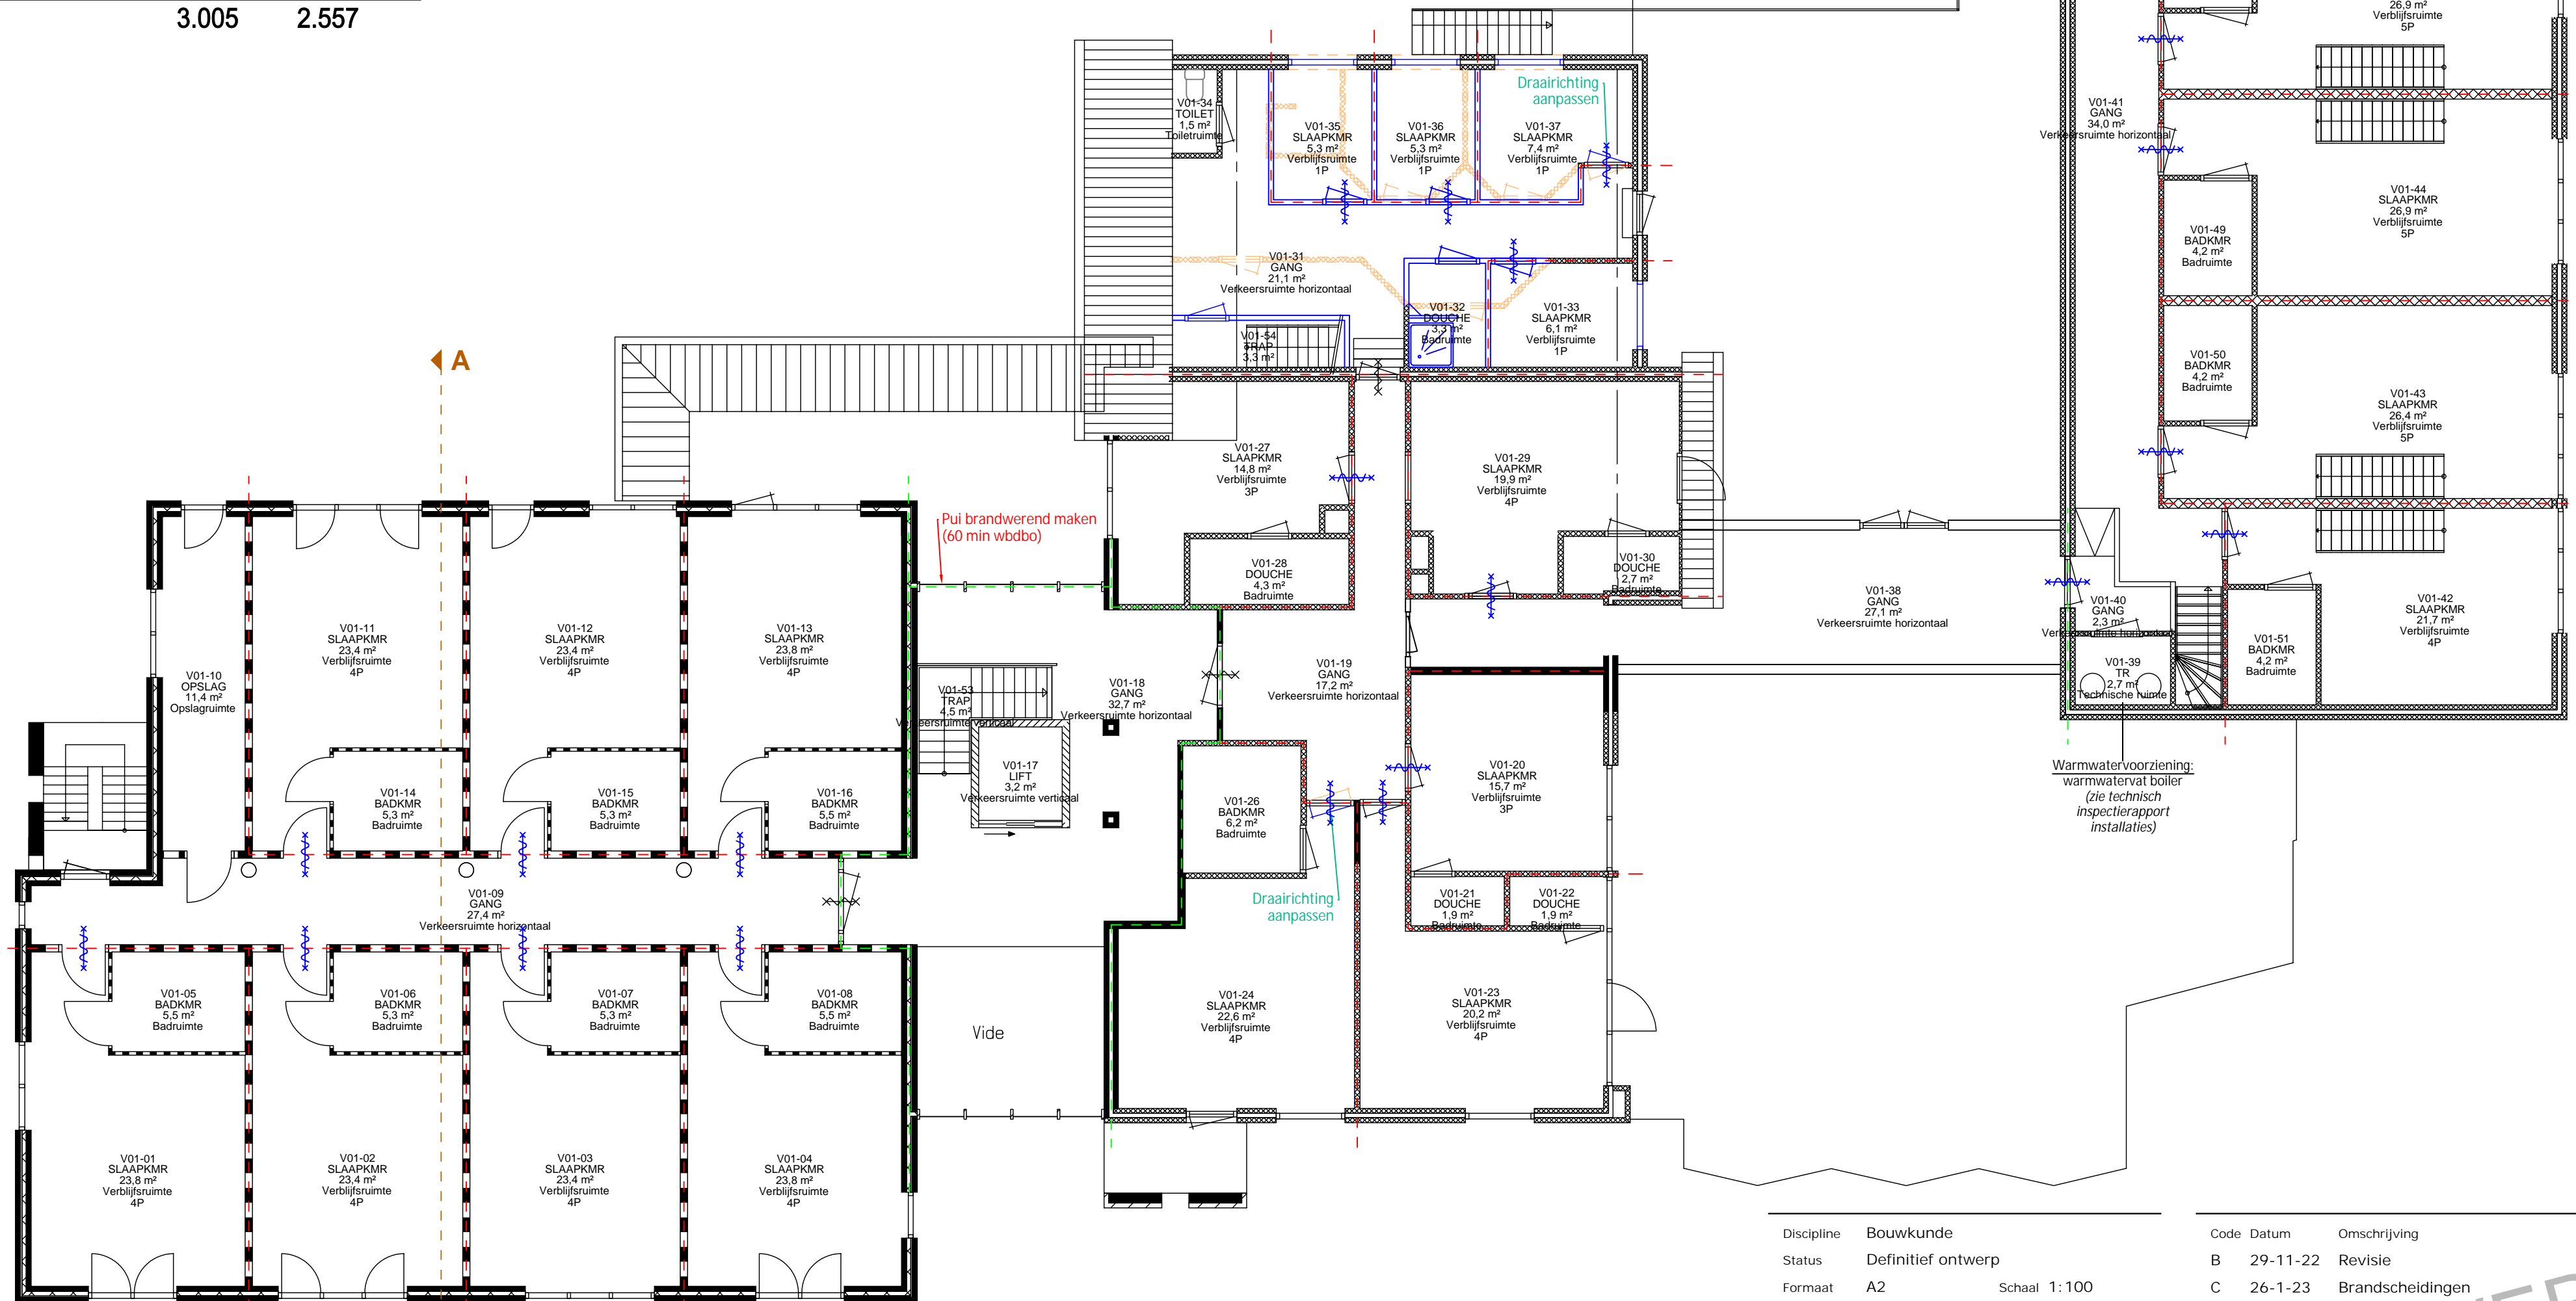 3.005 2.557
26,9 m²
Verblijfsruimte
5P
V01-34
TOILET
1,5 m²
Toiletruimte
V01-35
SLAAPKMR
5,3 m²
Verblijfsruimte
1P
V01-36
SLAAPKMR
5,3 m²
Verblijfsruimte
1P
Draairichting
aanpassen
V01-37
SLAAPKMR
7,4 m²
Verblijfsruimte
1P
V01-41
GANG
34,0 m²
Verkeersruimte horizontaal
V01-44
SLAAPKMR
26,9 m²
Verblijfsruimte
5P
V01-49
BADKMR
4,2 m²
Badruimte
V01-31
GANG
21,1 m²
Verkeersruimte horizontaal
V01-32
DOUCHE
3,3 m²
Badruimte
V01-33
SLAAPKMR
6,1 m²
Verblijfsruimte
1P
V01-54
TRAP
3,3 m²
A
V01-50
BADKMR
4,2 m²
Badruimte
V01-43
SLAAPKMR
26,4 m²
Verblijfsruimte
5P
V01-27
SLAAPKMR
14,8 m²
Verblijfsruimte
3P
V01-29
SLAAPKMR
19,9 m²
Verblijfsruimte
4P
Pui brandwerend maken
(60 min wbdbo)
V01-28
DOUCHE
4,3 m²
Badruimte
V01-30
DOUCHE
2,7 m²
Badruimte
V01-38
GANG
27,1 m²
Verkeersruimte horizontaal
V01-40
GANG
2,3 m²
Verkeersruimte horizontaal
V01-42
SLAAPKMR
21,7 m²
Verblijfsruimte
4P
V01-51
BADKMR
4,2 m²
Badruimte
V01-39
TR
2,7 m²
Technische ruimte
V01-10
OPSLAG
11,4 m²
Opslagruimte
V01-11
SLAAPKMR
23,4 m²
Verblijfsruimte
4P
V01-12
SLAAPKMR
23,4 m²
Verblijfsruimte
4P
V01-13
SLAAPKMR
23,8 m²
Verblijfsruimte
4P
V01-53
TRAP
4,5 m²
Verkeersruimte verticaal
V01-18
GANG
32,7 m²
Verkeersruimte horizontaal
V01-19
GANG
17,2 m²
Verkeersruimte horizontaal
V01-17
LIFT
3,2 m²
Verkeersruimte verticaal
V01-20
SLAAPKMR
15,7 m²
Verblijfsruimte
3P
Warmwatervoorziening:
warmwatervat boiler
(zie technisch
inspectierapport
installaties)
V01-14
BADKMR
5,3 m²
Badruimte
V01-15
BADKMR
5,3 m²
Badruimte
V01-16
BADKMR
5,5 m²
Badruimte
V01-26
BADKMR
6,2 m²
Badruimte
V01-09
GANG
27,4 m²
Verkeersruimte horizontaal
Draairichting
aanpassen
V01-21
DOUCHE
1,9 m²
Badruimte
V01-22
DOUCHE
1,9 m²
Badruimte
V01-05
BADKMR
5,5 m²
Badruimte
V01-06
BADKMR
5,3 m²
Badruimte
V01-07
BADKMR
5,3 m²
Badruimte
V01-08
BADKMR
5,5 m²
Badruimte
Vide
V01-24
SLAAPKMR
22,6 m²
Verblijfsruimte
4P
V01-23
SLAAPKMR
20,2 m²
Verblijfsruimte
4P
V01-01
SLAAPKMR
23,8 m²
Verblijfsruimte
4P
V01-02
SLAAPKMR
23,4 m²
Verblijfsruimte
4P
V01-03
SLAAPKMR
23,4 m²
Verblijfsruimte
4P
V01-04
SLAAPKMR
23,8 m²
Verblijfsruimte
4P
Discipline Bouwkunde
Status Definitief ontwerp
Formaat A2 Schaal 1:100
Code Datum Omschrijving
B 29-11-22 Revisie
C 26-1-23 Brandscheidingen